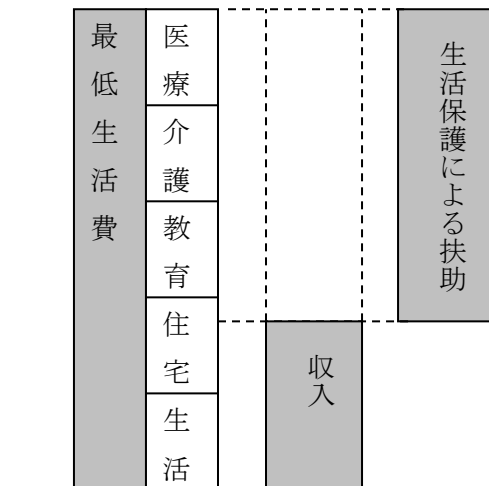 最低生活費
医療
介護
教育
住宅
生活
収入
生活保護による扶助